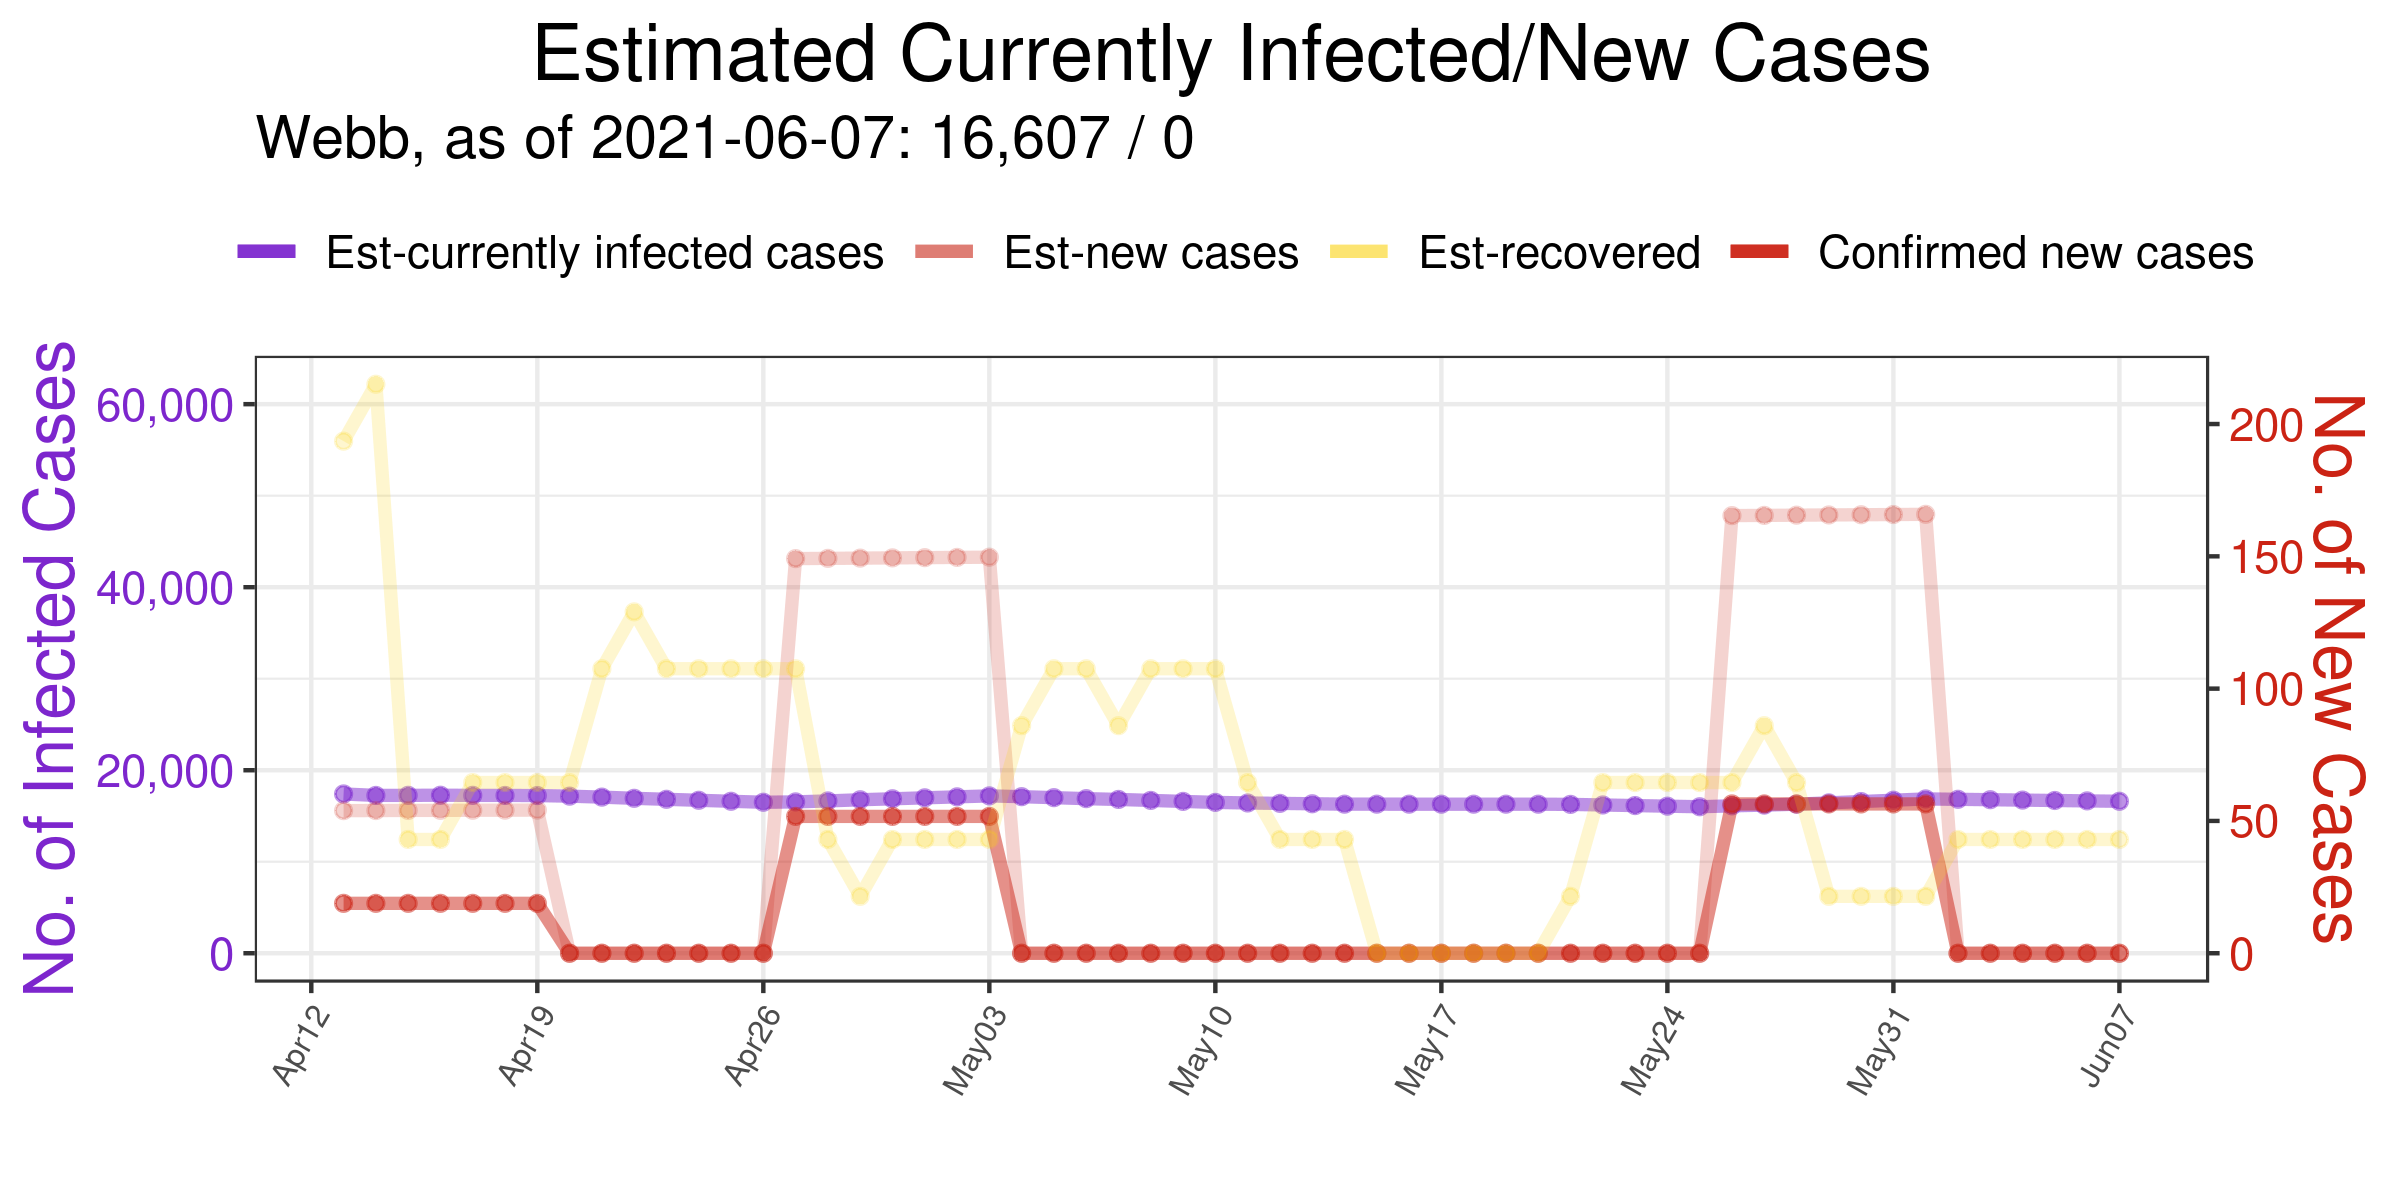 Estimated Currently Infected/New Cases
Webb, as of 2021-06-07: 16,607 / 0
Est-currently infected cases Est-new cases Est-recovered Confirmed new cases
No. of Infected Cases
60,000
40,000
20,000
0
200
150
100
50
0
No. of New Cases
Apr12 Apr19 Apr26 May03 May10 May17 May24 May31 Jun07